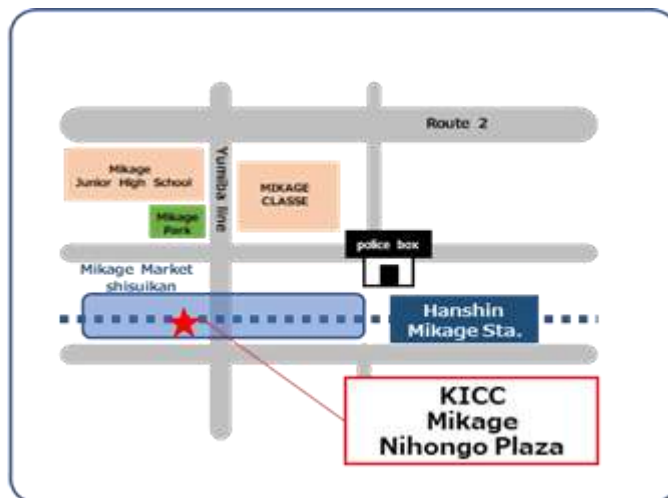 Route 2
Mikage
Junior High School
Yumiba line
MIKAGE
CLASSE
Mikage
Park
police box
Mikage Market
shisuikan
Hanshin
Mikage Sta.
KICC
Mikage
Nihongo Plaza